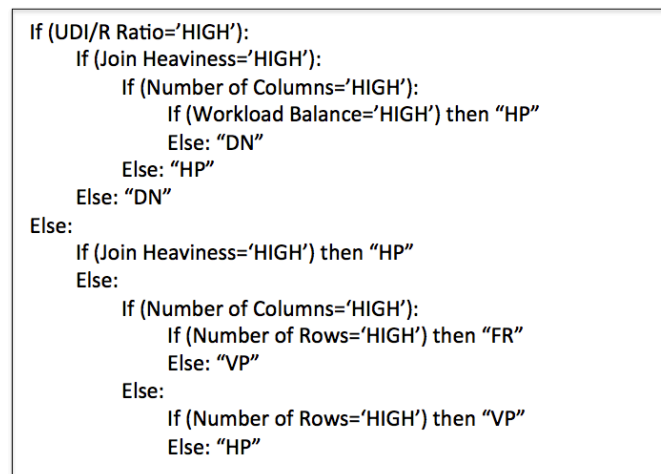 If (UDI/R Ratio=’HIGH’):
If (Join Heaviness=’HIGH’):
If (Number of Columns=’HIGH’):
If (Workload Balance=’HIGH’) then “HP”
Else: “DN”
Else: “HP”
Else: “DN”
Else:
If (Join Heaviness=‘HIGH’) then “HP”
Else:
If (Number of Columns=‘HIGH’):
If (Number of Rows=‘HIGH’) then “FR”
Else: “VP”
Else:
If (Number of Rows=‘HIGH’) then “VP”
Else: “HP”